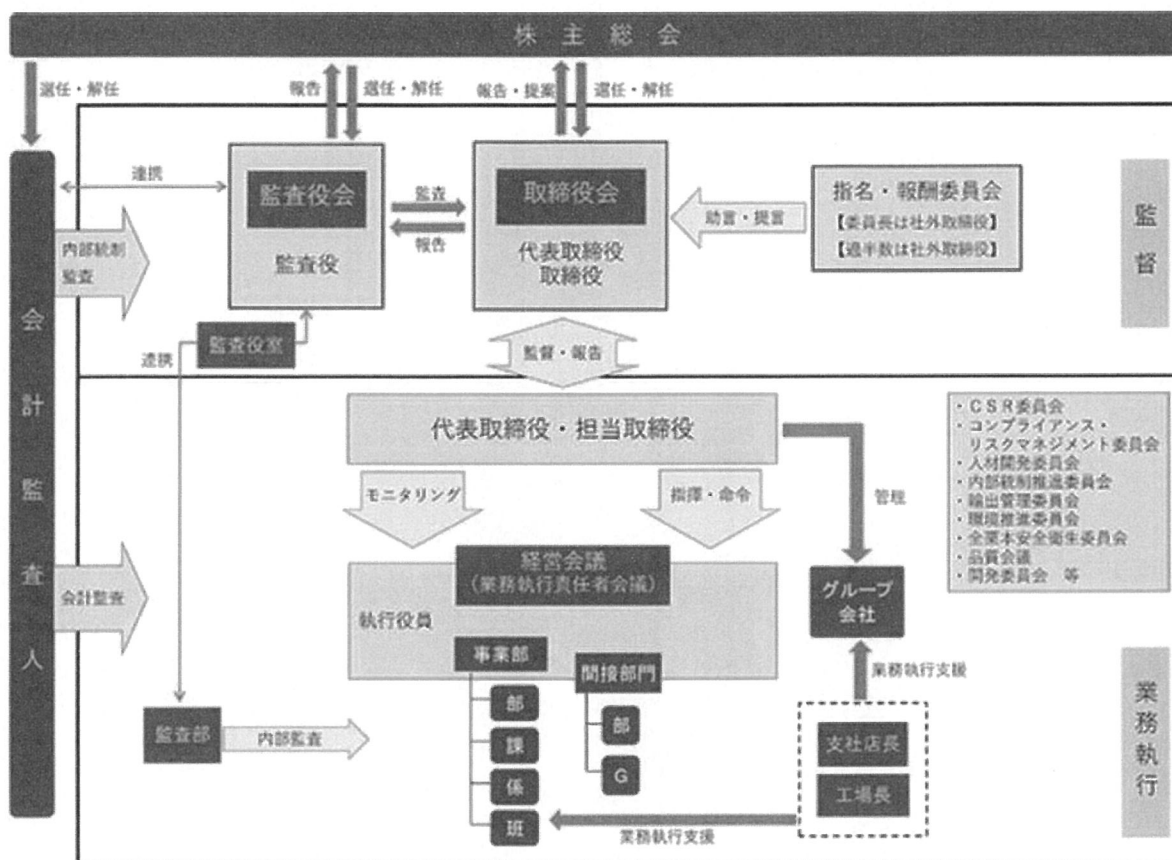 株主総会
選任・解任
報告
選任・解任
報告・提案
選任・解任
連携
監査役会
監査役
監査
報告
取締役会
代表取締役
取締役
助言・提言
指名・報酬委員会
【委員長は社外取締役】
【過半数は社外取締役】
監督
内部統制
監査
会計監査人
監査役室
連携
監督・報告
代表取締役・担当取締役
・CSR委員会
・コンプライアンス・
リスクマネジメント委員会
・人材開発委員会
・内部統制推進委員会
・輸出管理委員会
・環境推進委員会
・全栗本安全衛生委員会
・品質会議
・開発委員会 等
モニタリング
指揮・命令
管理
経営会議
(業務執行責任者会議)
執行役員
グループ
会社
会計監査
事業部
間接部門
業務執行支援
業務執行
部
課
係
班
部
G
監査部
内部監査
支社店長
工場長
業務執行支援